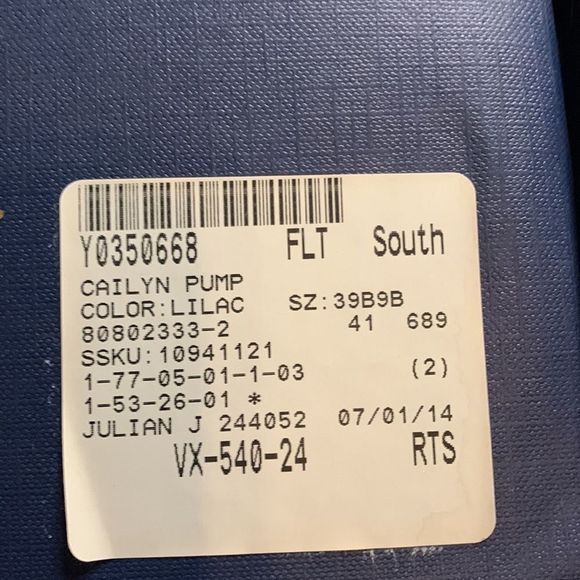 Y0350668 FLT South
CAILYN PUMP
COLOR:LILAC SZ:39B9B
80802333-2 41 689
SSKU:10941121
1-77-05-01-1-03 (2)
1-53-26-01 *
JULIAN J 244052 07/01/14
VX-540-24 RTS